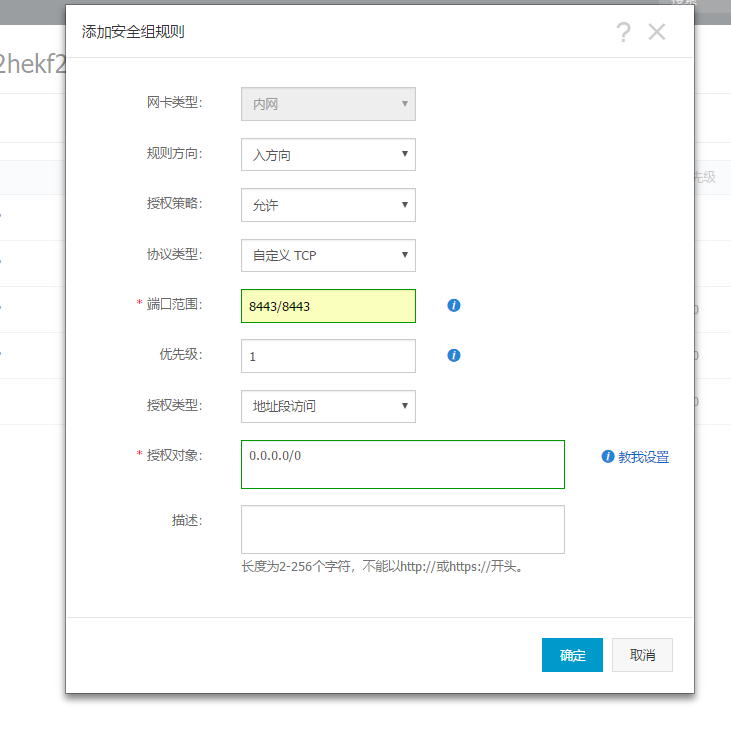 2hekf2
添加安全组规则
网卡类型：
内网
规则方向：
入方向
先级
授权策略：
允许
协议类型：
自定义 TCP
* 端口范围：
8443/8443
优先级：
1
授权类型：
地址段访问
* 授权对象：
0.0.0.0/0
教我设置
描述：
长度为2-256个字符，不能以http://或https://开头。
确定
取消